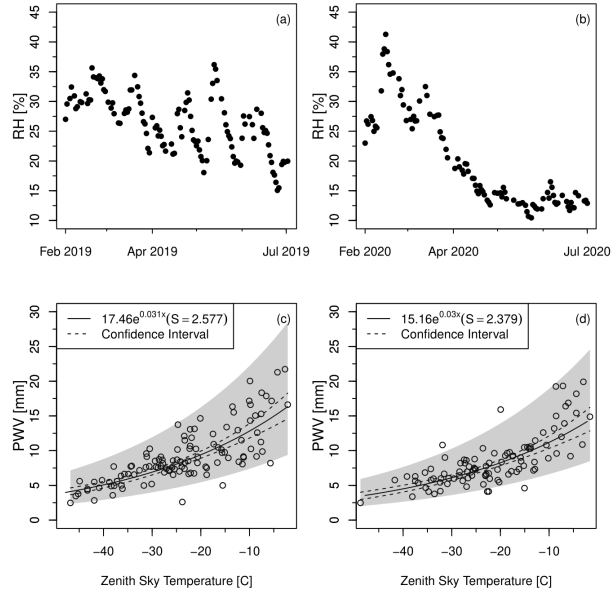 (a)
RH [%]
45
40
35
30
25
20
15
10
Feb 2019
Apr 2019
Jul 2019
(b)
RH [%]
45
40
35
30
25
20
15
10
Feb 2020
Apr 2020
Jul 2020
17.46e^0.031x(S = 2.577)
Confidence Interval
(c)
PWV [mm]
30
25
20
15
10
5
0
−40
−30
−20
−10
Zenith Sky Temperature [C]
15.16e^0.03x(S = 2.379)
Confidence Interval
(d)
PWV [mm]
30
25
20
15
10
5
0
−40
−30
−20
−10
Zenith Sky Temperature [C]